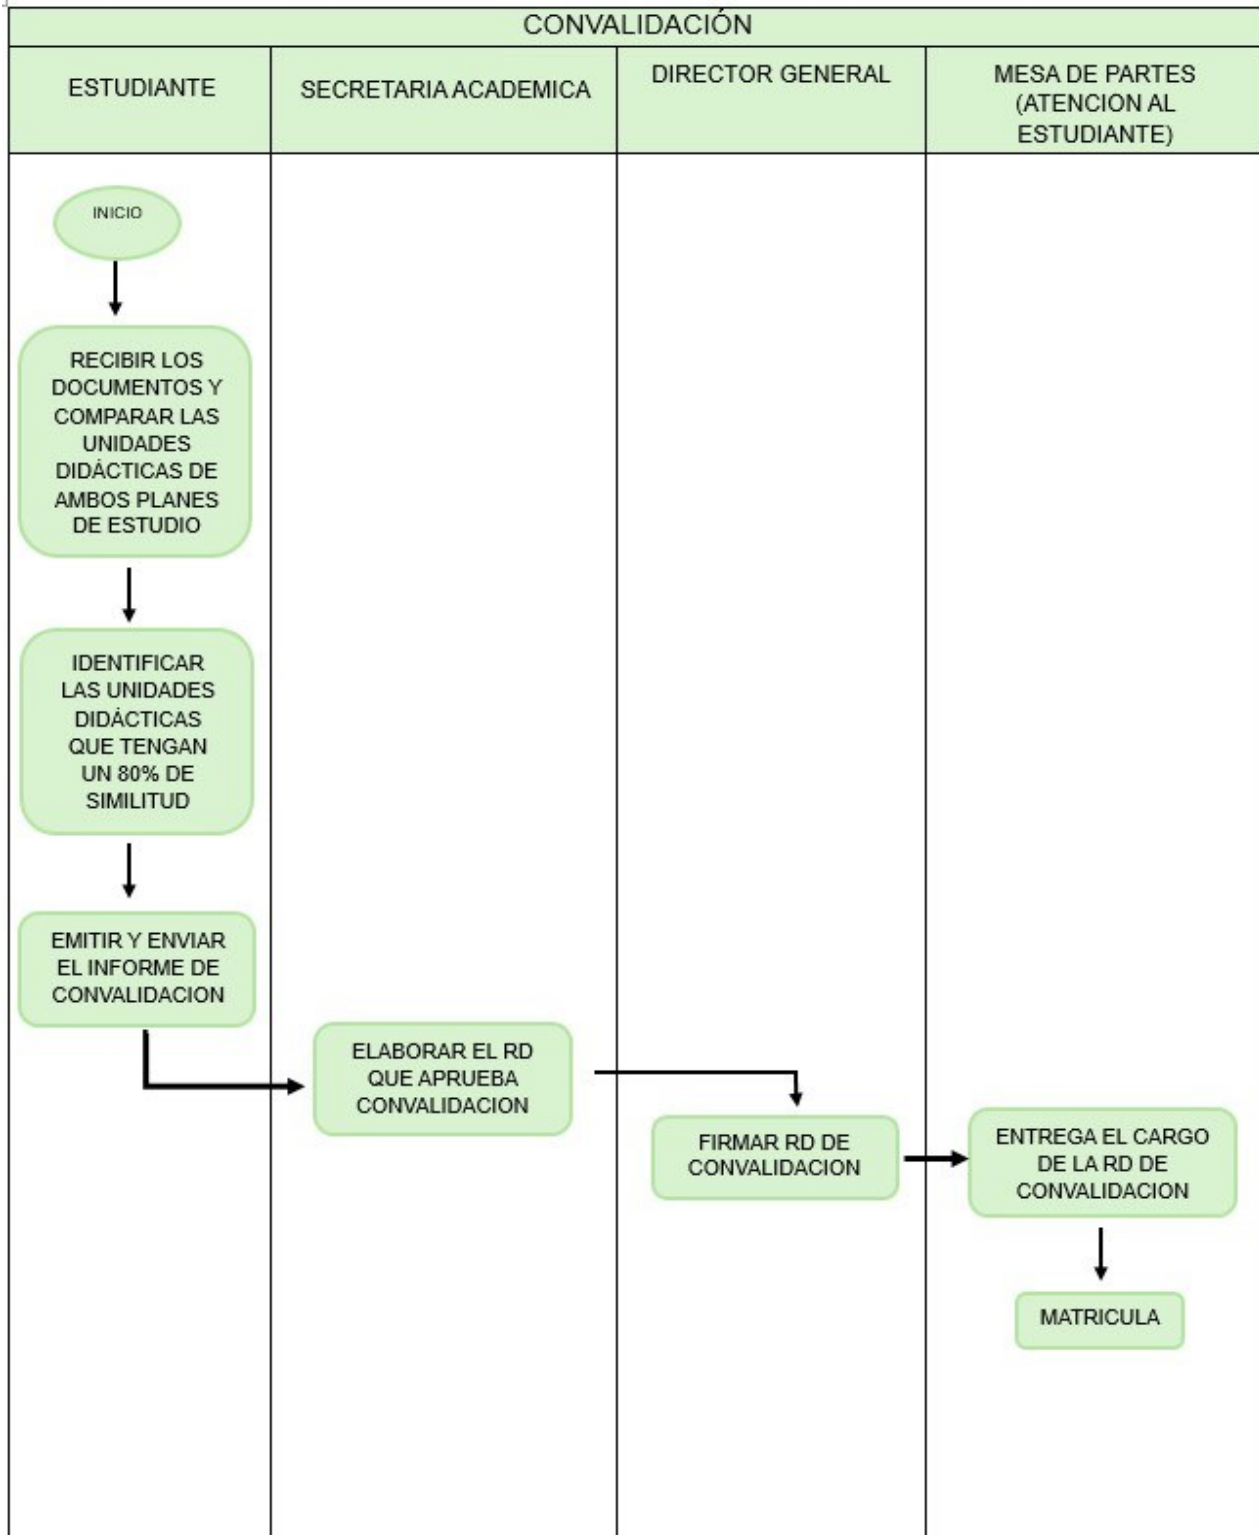 CONVALIDACIÓN
ESTUDIANTE
SECRETARIA ACADEMICA
DIRECTOR GENERAL
MESA DE PARTES
(ATENCION AL
ESTUDIANTE)
INICIO
RECIBIR LOS
DOCUMENTOS Y
COMPARAR LAS
UNIDADES
DIDÁCTICAS DE
AMBOS PLANES
DE ESTUDIO
IDENTIFICAR
LAS UNIDADES
DIDÁCTICAS
QUE TENGAN
UN 80% DE
SIMILITUD
EMITIR Y ENVIAR
EL INFORME DE
CONVALIDACION
ELABORAR EL RD
QUE APRUEBA
CONVALIDACION
FIRMAR RD DE
CONVALIDACION
ENTREGA EL CARGO
DE LA RD DE
CONVALIDACION
MATRICULA